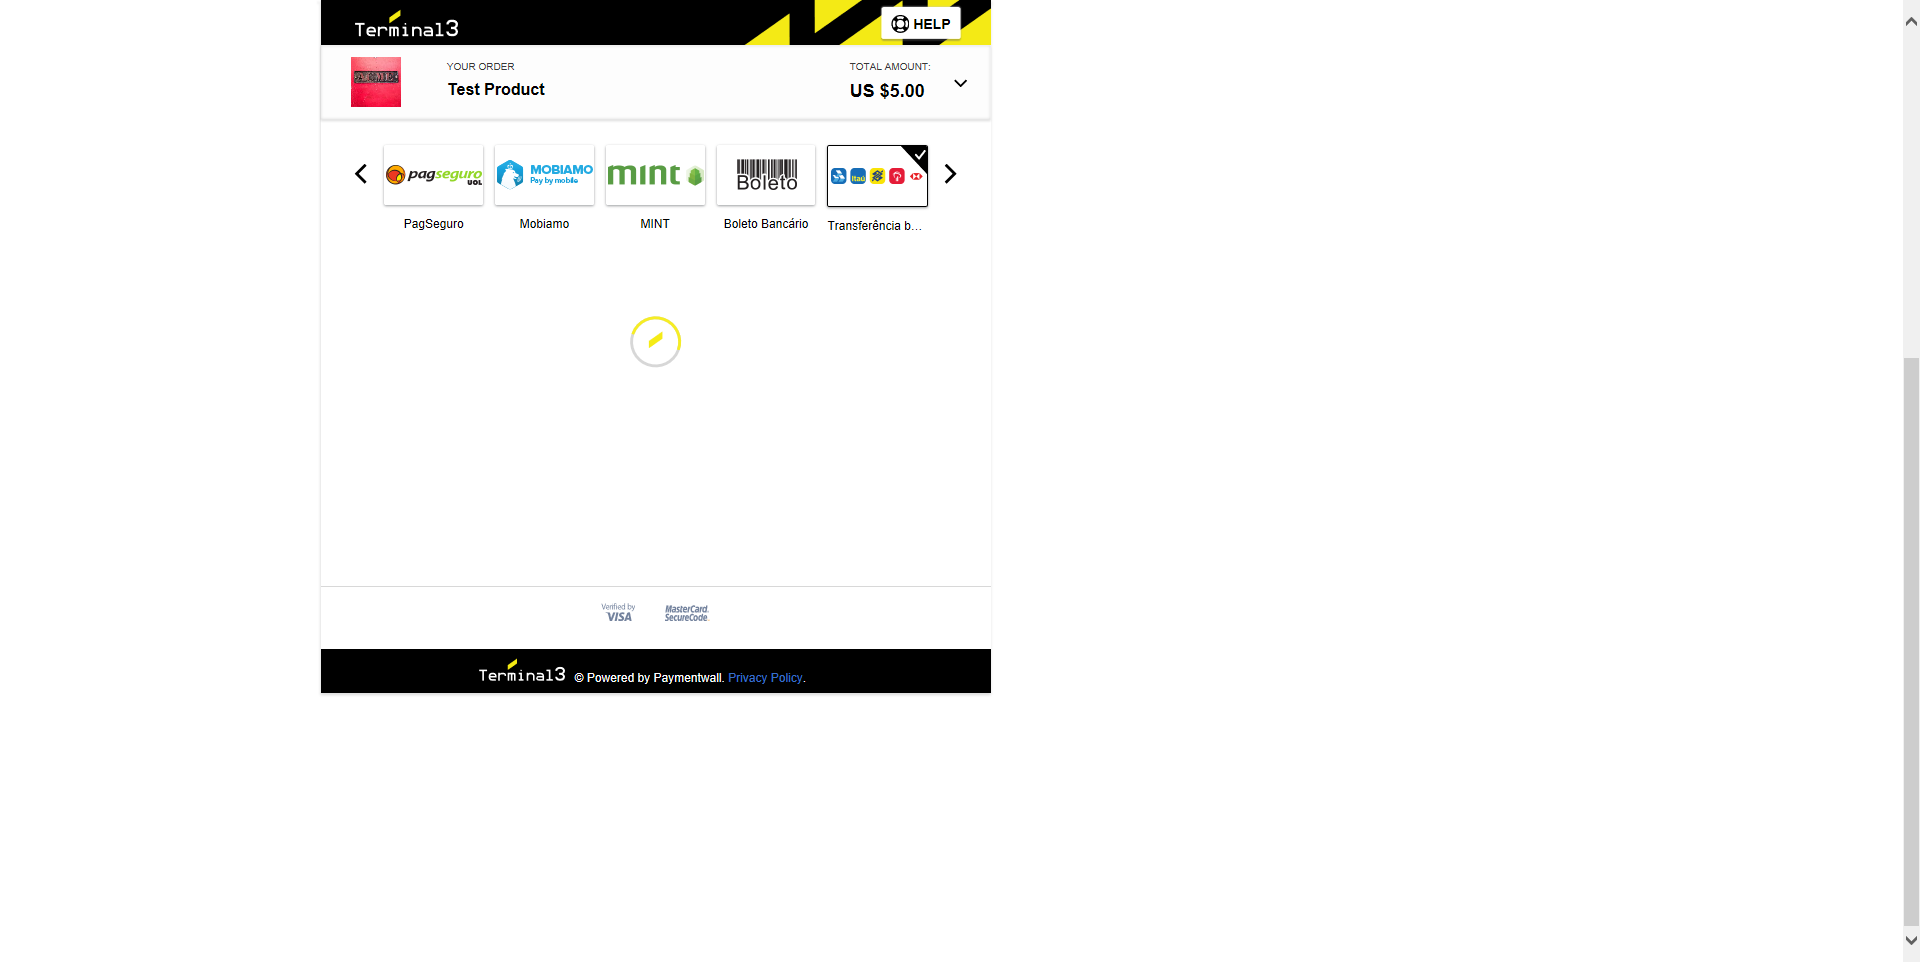 Terminal3
HELP
YOUR ORDER
Test Product
TOTAL AMOUNT:
US $5.00
pagseguro
UOL
MOBIAMO
Pay by mobile
mint
Boleto
Itaú
PagSeguro
Mobiamo
MINT
Boleto Bancário
Transferência b...
Verified by
VISA
MasterCard.
SecureCode.
Terminal3 © Powered by Paymentwall. Privacy Policy.